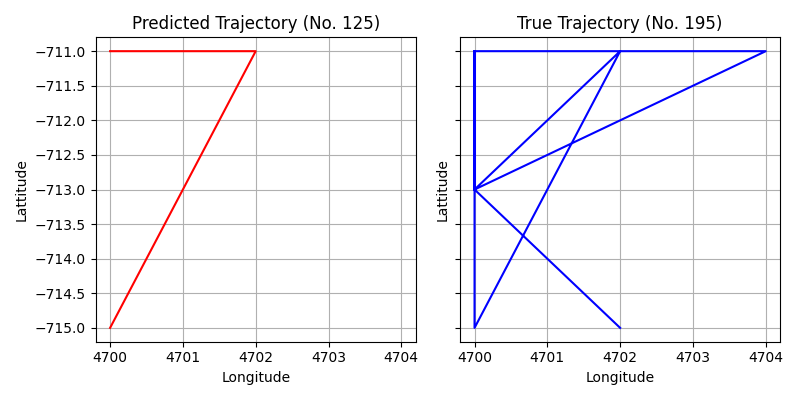 Predicted Trajectory (No. 125)
True Trajectory (No. 195)
−711.0
−711.5
−712.0
−712.5
−713.0
−713.5
−714.0
−714.5
−715.0
Lattitude
Lattitude
4700 4701 4702 4703 4704
4700 4701 4702 4703 4704
Longitude
Longitude